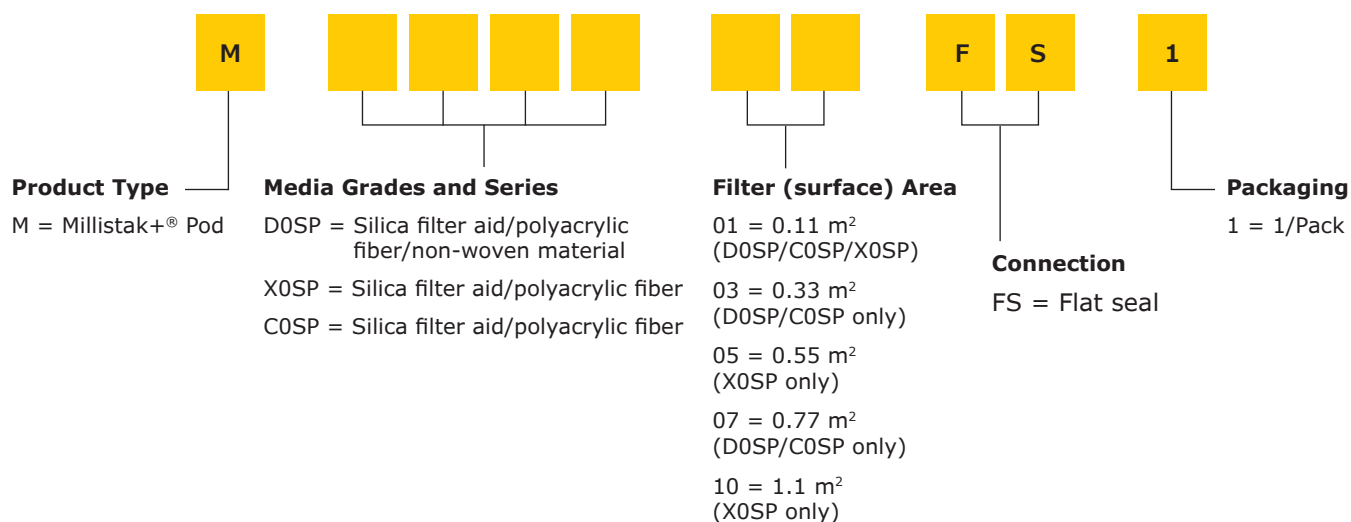 M
F S
1
Product Type
M = Millistak+® Pod
Media Grades and Series
D0SP = Silica filter aid/polyacrylic
fiber/non-woven material
X0SP = Silica filter aid/polyacrylic fiber
C0SP = Silica filter aid/polyacrylic fiber
Filter (surface) Area
01 = 0.11 m²
(D0SP/C0SP/X0SP)
03 = 0.33 m²
(D0SP/C0SP only)
05 = 0.55 m²
(X0SP only)
07 = 0.77 m²
(D0SP/C0SP only)
10 = 1.1 m²
(X0SP only)
Connection
FS = Flat seal
Packaging
1 = 1/Pack